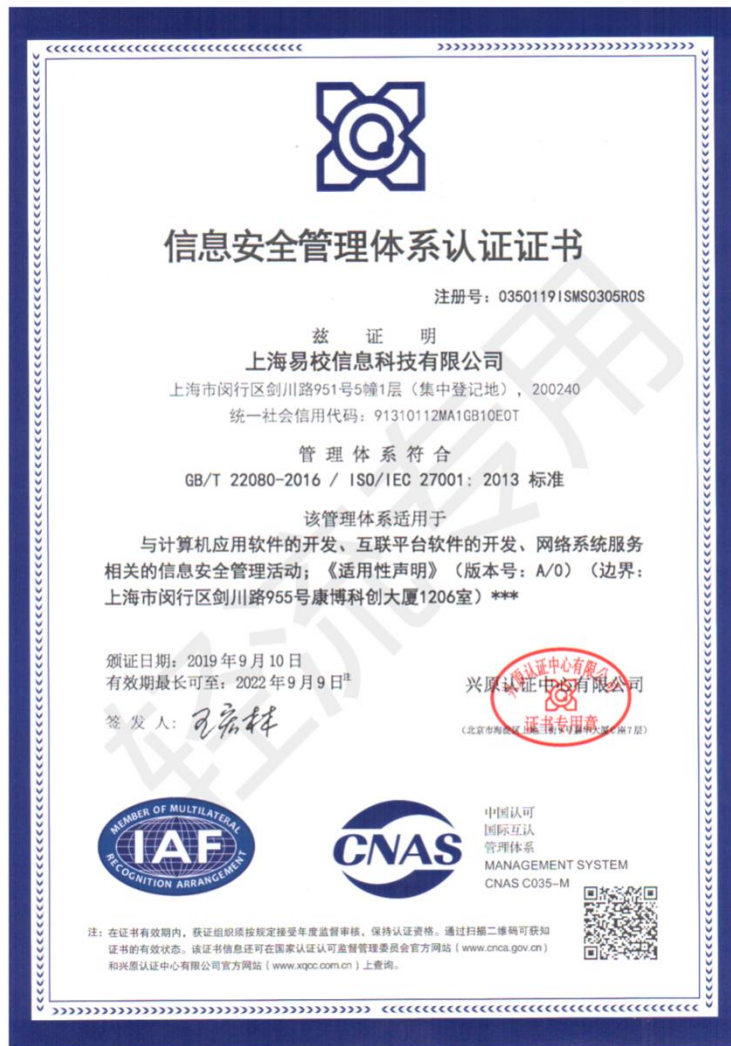 信息安全管理体系认证证书
注册号：0350119ISMS0305R0S
兹 证 明
上海易校信息科技有限公司
上海市闵行区剑川路951号5幢1层（集中登记地），200240
统一社会信用代码：91310112MA1GB10E0T
管 理 体 系 符 合
GB/T 22080-2016 / ISO/IEC 27001: 2013 标准
该管理体系适用于
与计算机应用软件的开发、互联平台软件的开发、网络系统服务
相关的信息安全管理活动；《适用性声明》（版本号：A/0）（边界：
上海市闵行区剑川路955号康博科创大厦1206室）***
颁证日期：2019年9月10日
有效期最长可至：2022年9月9日注
兴原认证中心有限公司
签 发 人：
兴原认证中心有限公司
证书专用章
轻流专用
MEMBER OF MULTILATERAL
IAF
RECOGNITION ARRANGEMENT
CNAS
中国认可
国际互认
管理体系
MANAGEMENT SYSTEM
CNAS C035-M
注：在证书有效期内，获证组织须按规定接受年度监督审核，保持认证资格。通过扫描二维码可获知
证书的有效状态。该证书信息还可在国家认证认可监督管理委员会官方网站（www.cnca.gov.cn）
和兴原认证中心有限公司官方网站（www.xqcc.com.cn）上查询。